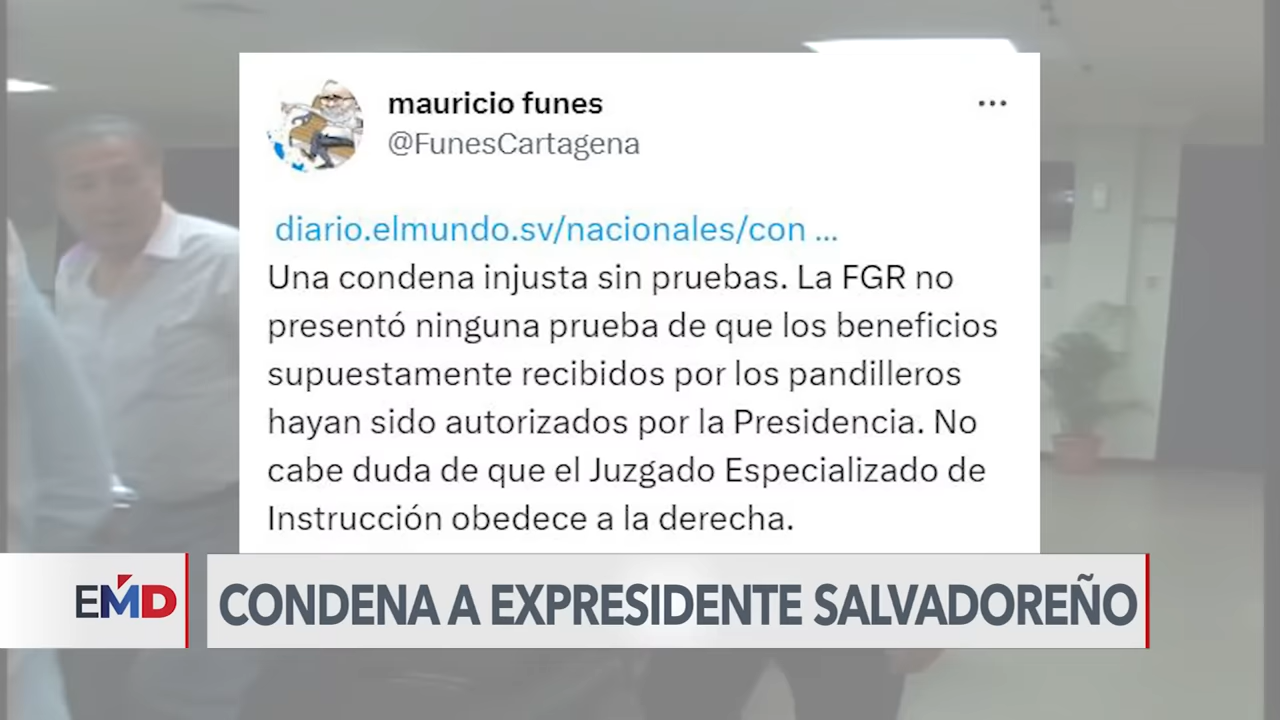 mauricio funes
@FunesCartagena
diario.elmundo.sv/nacionales/con ...
Una condena injusta sin pruebas. La FGR no
presentó ninguna prueba de que los beneficios
supuestamente recibidos por los pandilleros
hayan sido autorizados por la Presidencia. No
cabe duda de que el Juzgado Especializado de
Instrucción obedece a la derecha.
EMD
CONDENA A EXPRESIDENTE SALVADOREÑO